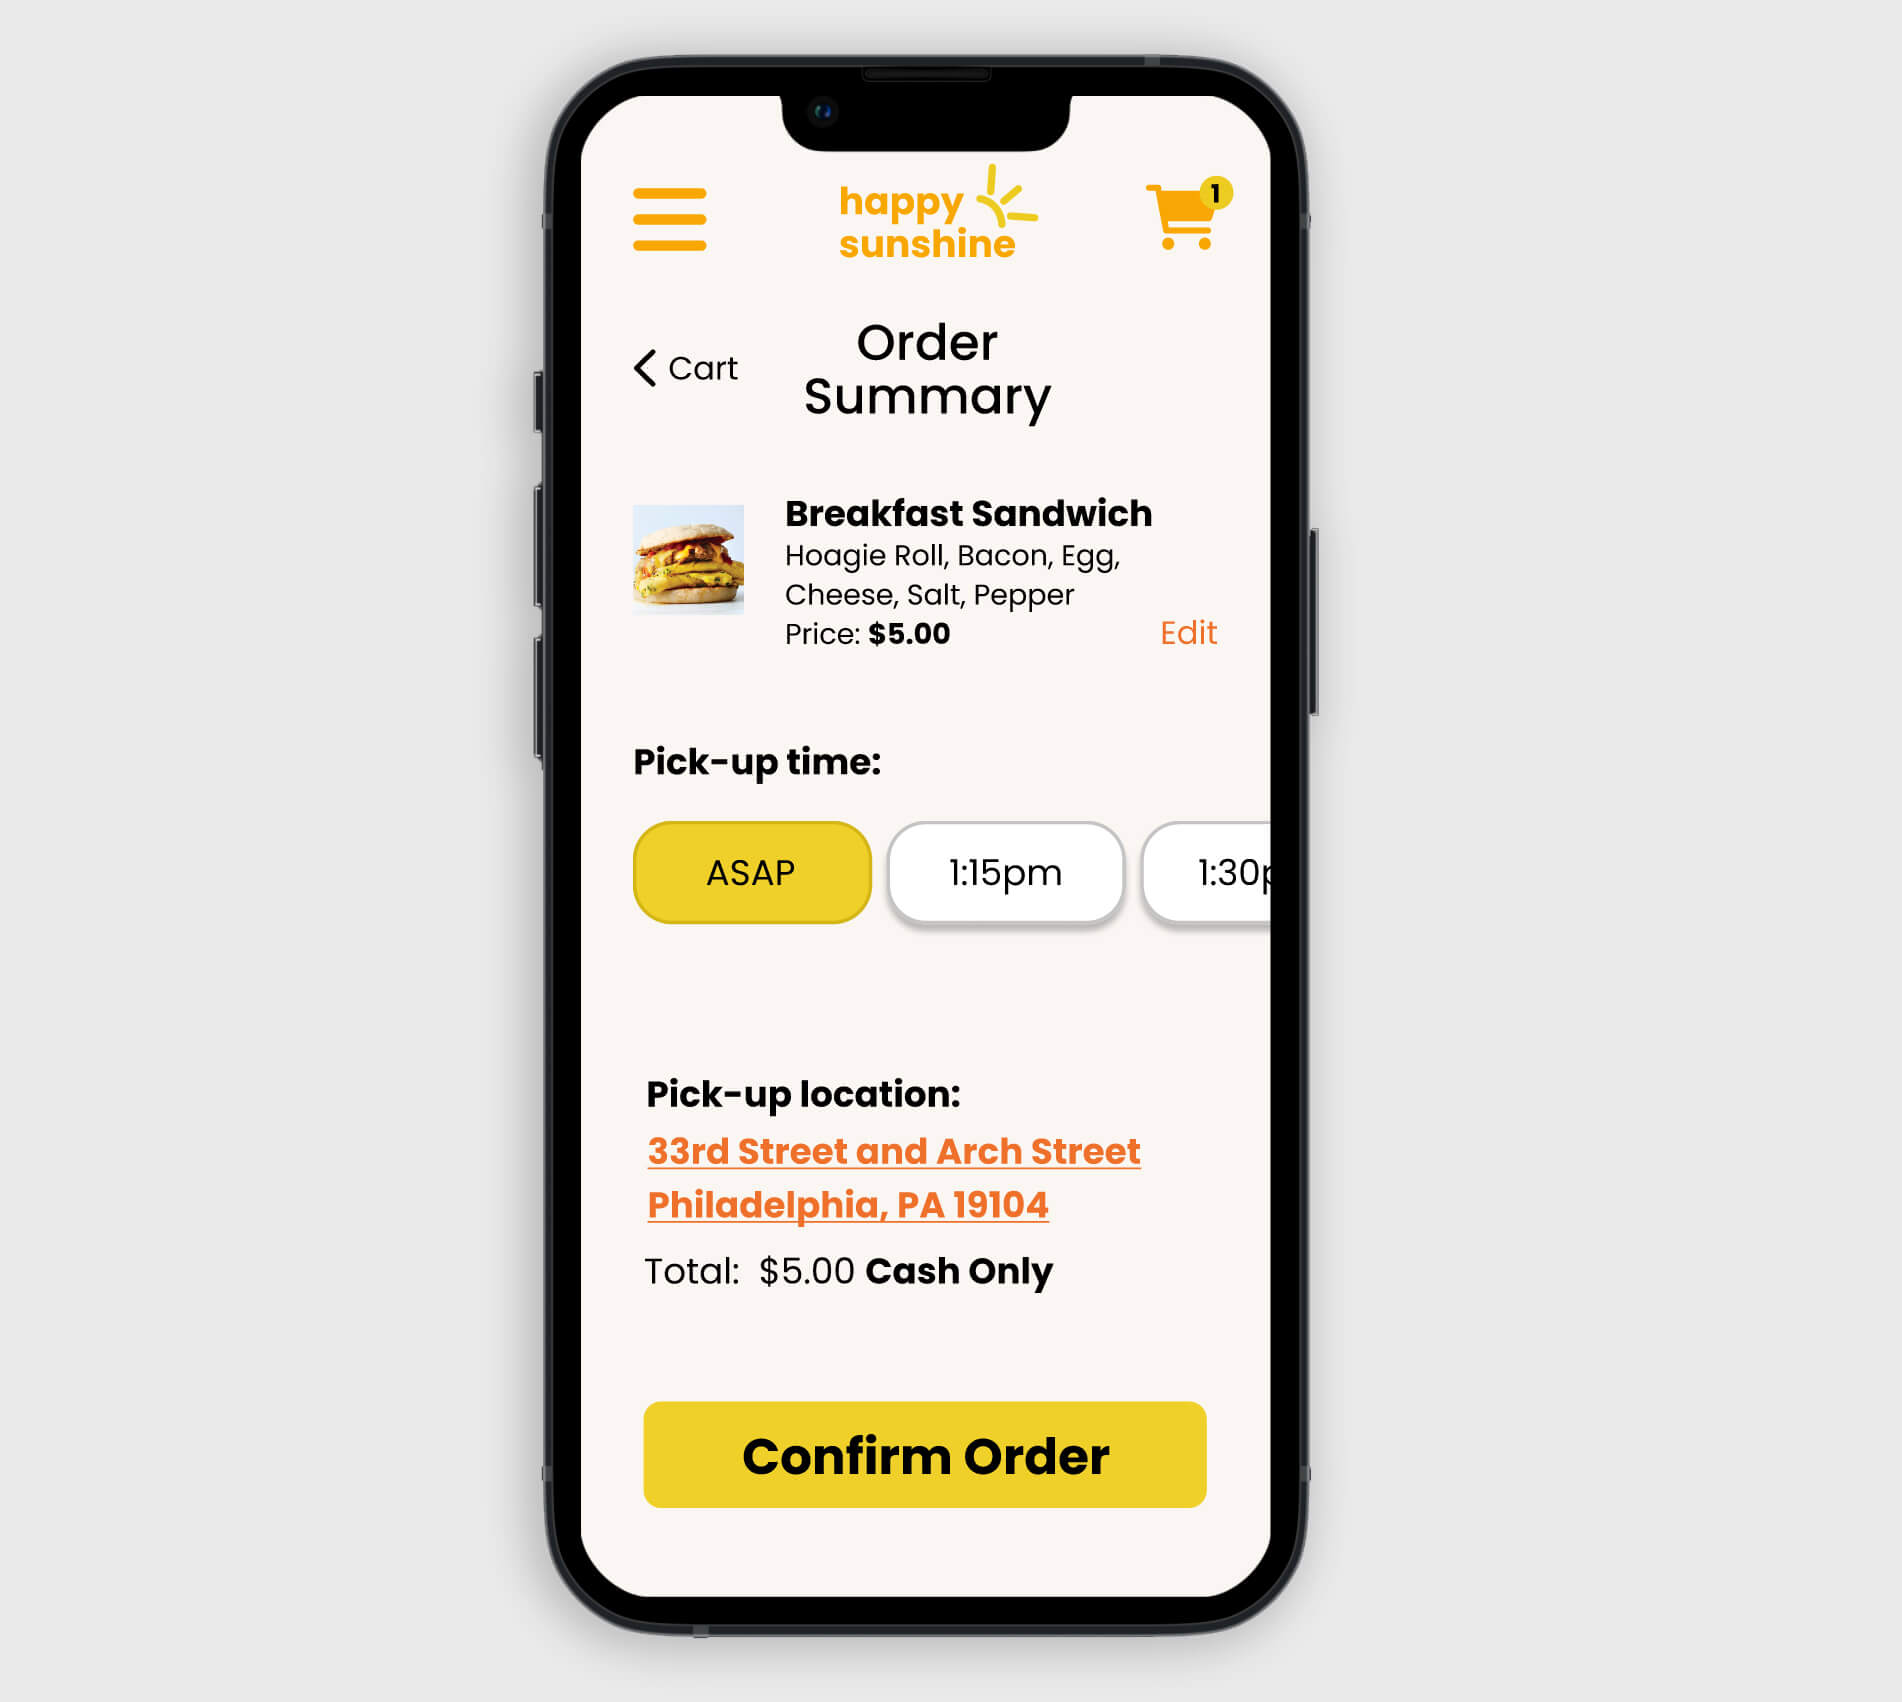 happy
sunshine
1
Order
Summary
Cart
Breakfast Sandwich
Hoagie Roll, Bacon, Egg,
Cheese, Salt, Pepper
Price: $5.00
Edit
Pick-up time:
ASAP
1:15pm
1:30p
Pick-up location:
33rd Street and Arch Street
Philadelphia, PA 19104
Total: $5.00 Cash Only
Confirm Order